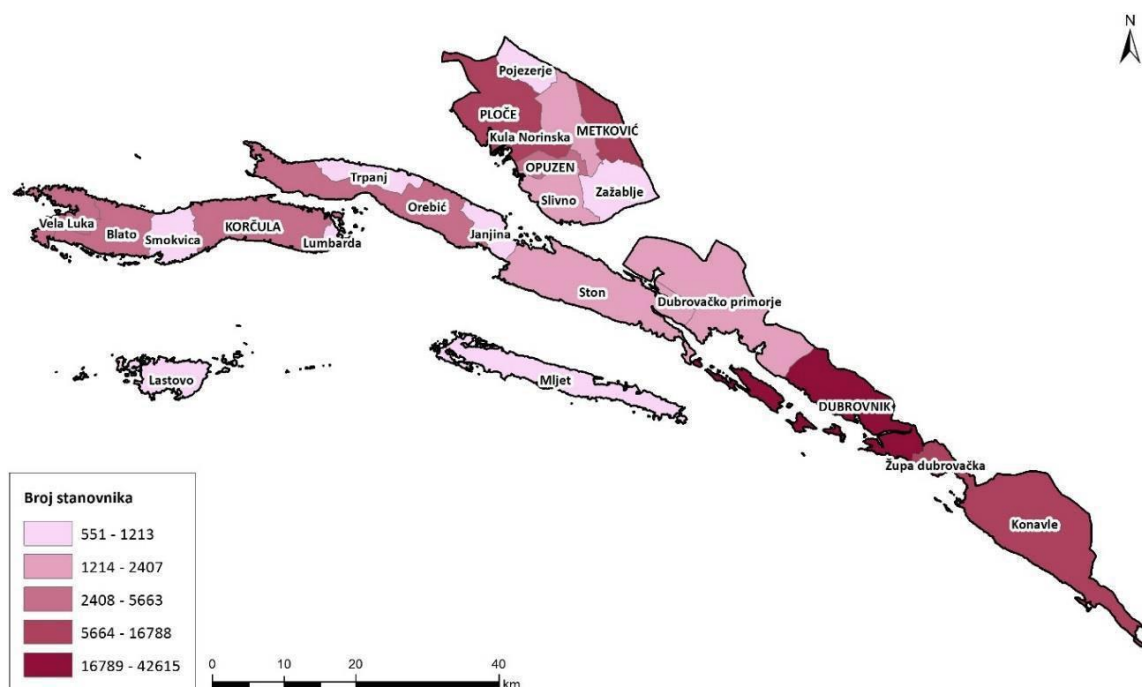 N
Pojezerje
PLOČE
METKOVIĆ
Kula Norinska
OPUZEN
Zažablje
Slivno
Trpanj
Orebić
Janjina
Vela Luka
Blato
Smokvica
KORČULA
Lumbarda
Ston
Dubrovačko primorje
Lastovo
Mljet
DUBROVNIK
Župa dubrovačka
Konavle
Broj stanovnika
551 - 1213
1214 - 2407
2408 - 5663
5664 - 16788
16789 - 42615
0 10 20 40
km